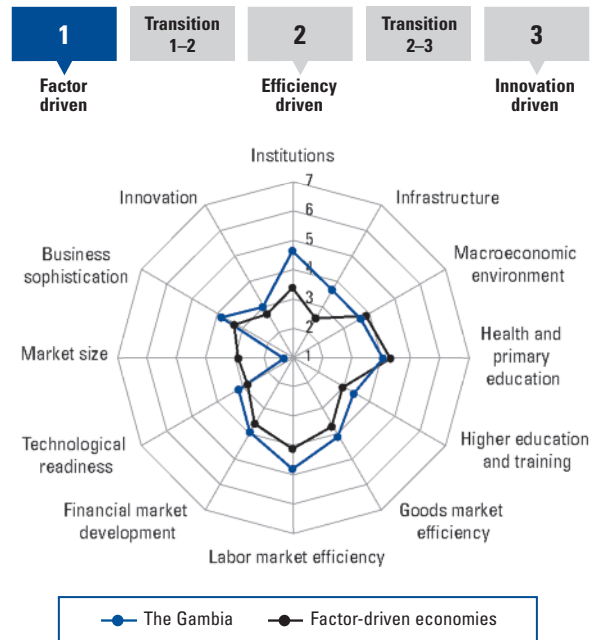 1
Transition
1–2
2
Transition
2–3
3
Factor
driven
Efficiency
driven
Innovation
driven
Institutions
7
Innovation
6
Infrastructure
5
Business
sophistication
4
Macroeconomic
environment
3
2
Market size
1
Health and
primary
education
Technological
readiness
Higher education
and training
Financial market
development
Goods market
efficiency
Labor market efficiency
The Gambia
Factor-driven economies